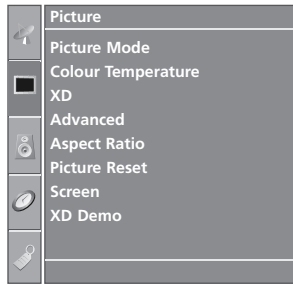 Picture
Picture Mode
Colour Temperature
XD
Advanced
Aspect Ratio
Picture Reset
Screen
XD Demo